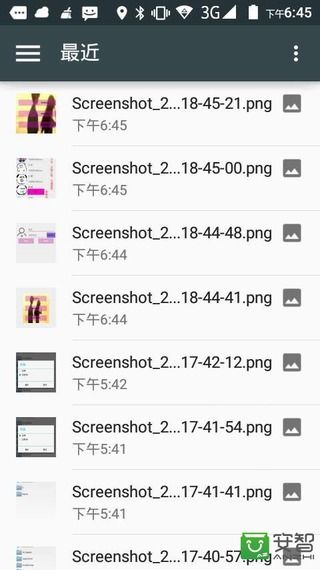 3G 下午6:45
最近
Screenshot_2...18-45-21.png
下午6:45
Screenshot_2...18-45-00.png
下午6:45
Screenshot_2...18-44-48.png
下午6:44
Screenshot_2...18-44-41.png
下午6:44
Screenshot_2...17-42-12.png
下午5:42
Screenshot_2...17-41-54.png
下午5:41
Screenshot_2...17-41-41.png
下午5:41
Screenshot_2...17-40-57.png
安智
ANZHI